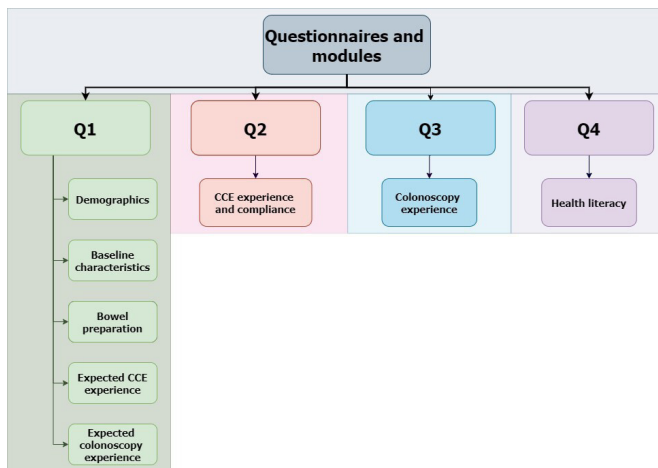 Questionnaires and
modules
Q1
Q2
Q3
Q4
Demographics
CCE experience
and compliance
Colonoscopy
experience
Health literacy
Baseline
characteristics
Bowel
preparation
Expected CCE
experience
Expected
colonoscopy
experience